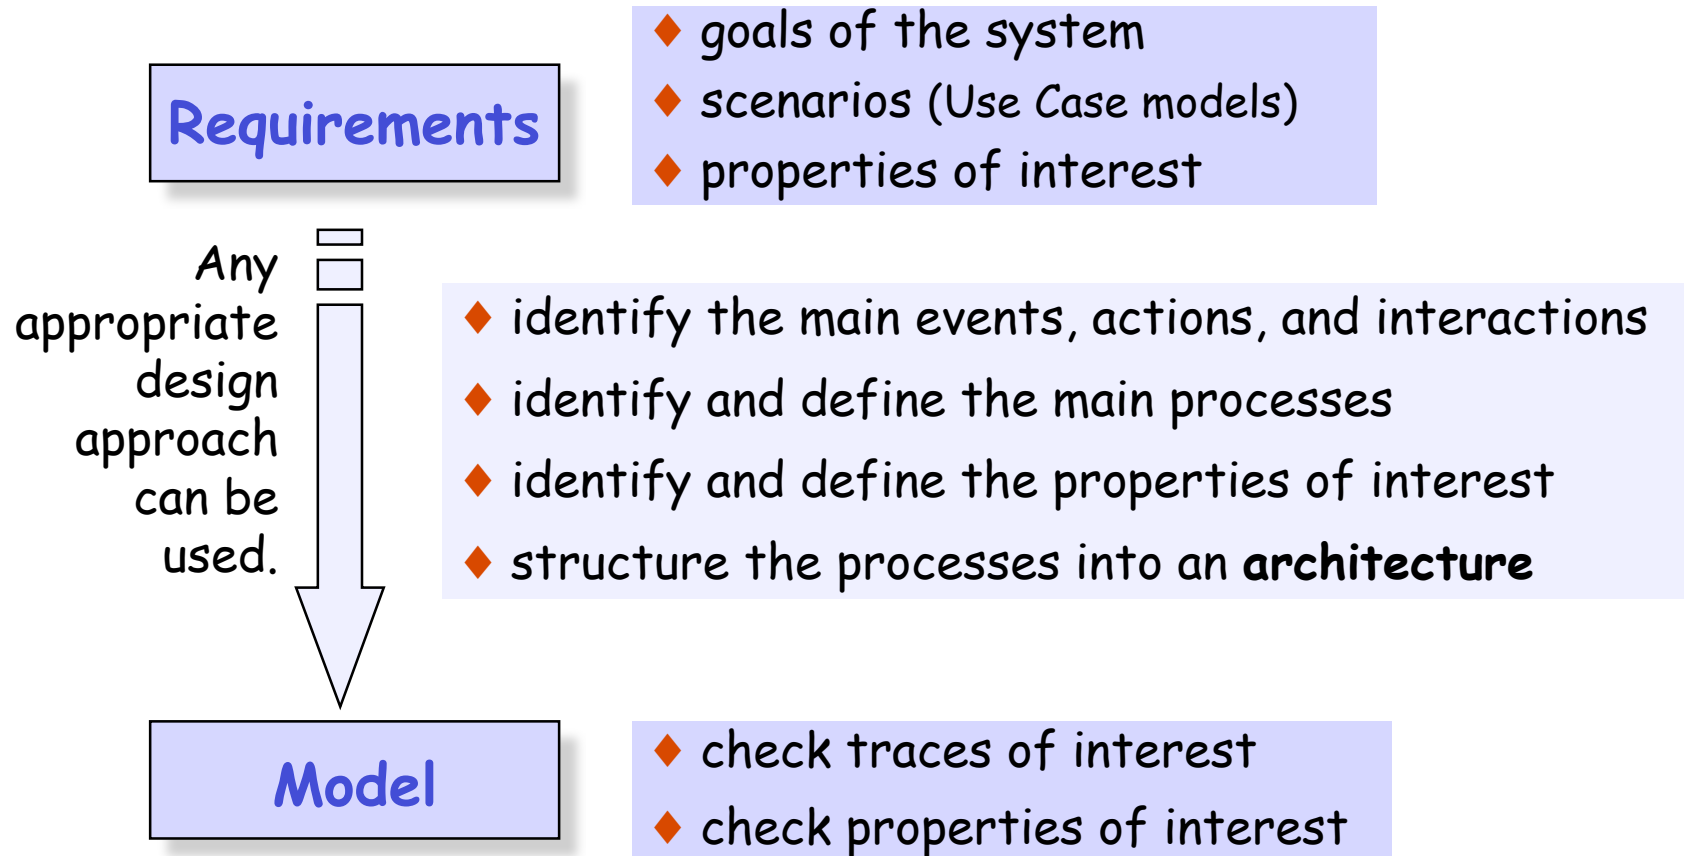 Requirements
♦ goals of the system
♦ scenarios (Use Case models)
♦ properties of interest
Any
appropriate
design
approach
can be
used.
♦ identify the main events, actions, and interactions
♦ identify and define the main processes
♦ identify and define the properties of interest
♦ structure the processes into an architecture
Model
♦ check traces of interest
♦ check properties of interest